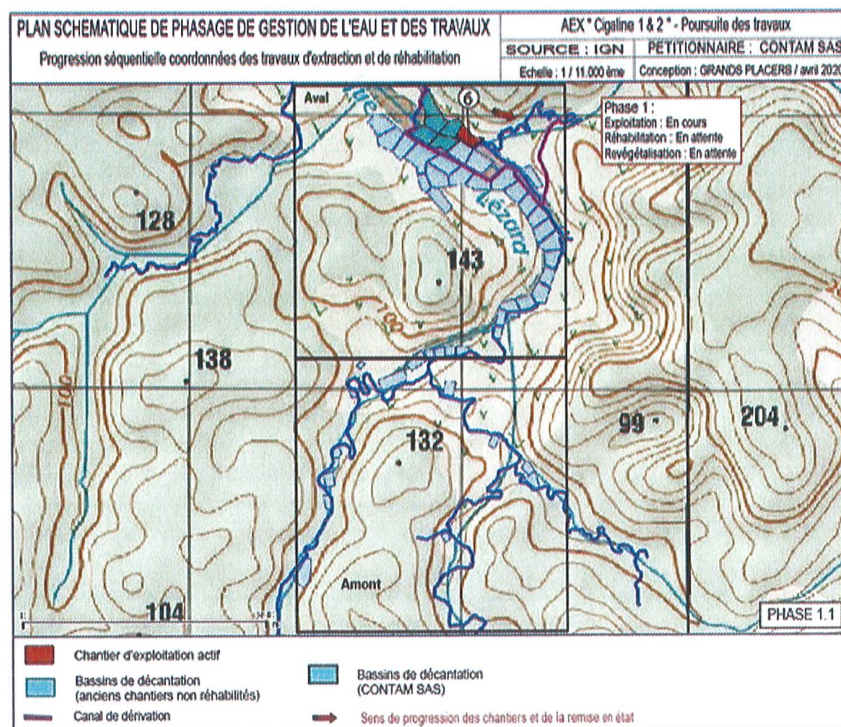 PLAN SCHEMATIQUE DE PHASAGE DE GESTION DE L'EAU ET DES TRAVAUX
Progression séquentielle coordonnées des travaux d'extraction et de réhabilitation
AEX " Cigaline 1 & 2 " - Poursuite des travaux
SOURCE : IGN
PETITIONNAIRE : CONTAM SAS
Echelle : 1 / 11.000 ème
Conception : GRANDS PLACERS / avril 2020
Aval
6
Phase 1 :
Exploitation : En cours
Réhabilitation : En attente
Revégétalisation : En attente
Lézard
128
143
100
138
100
132
99
204
Amont
104
PHASE 1.1
Chantier d'exploitation actif
Bassins de décantation
(anciens chantiers non réhabilités)
Bassins de décantation
(CONTAM SAS)
Canal de dérivation
Sens de progression des chantiers et de la remise en état